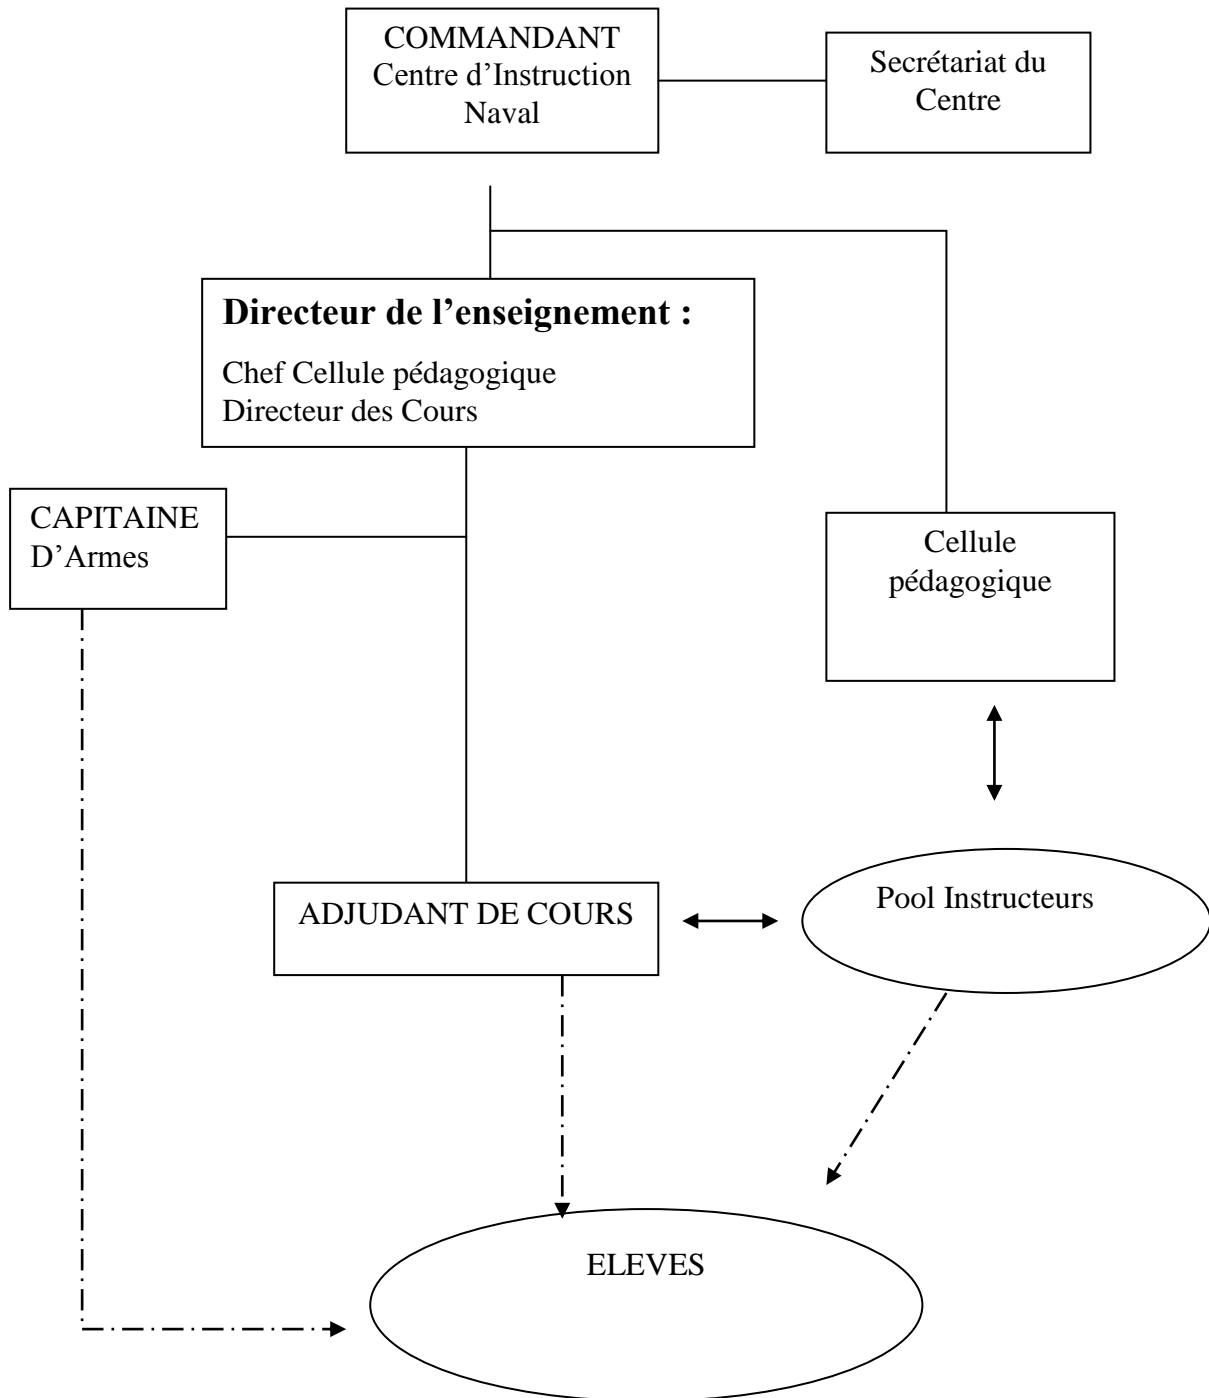 COMMANDANT
Centre d’Instruction
Naval
Secrétariat du
Centre
Directeur de l’enseignement :
Chef Cellule pédagogique
Directeur des Cours
CAPITAINE
D’Armes
Cellule
pédagogique
ADJUDANT DE COURS
Pool Instructeurs
ELEVES